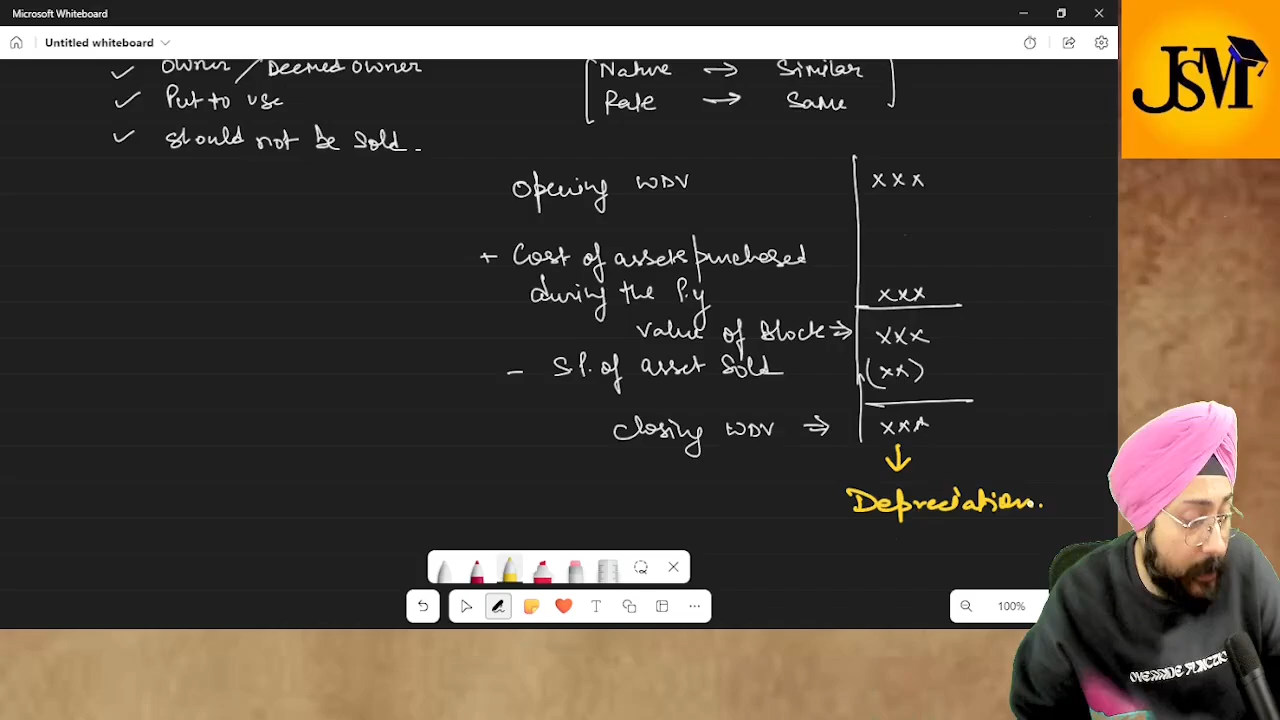 Microsoft Whiteboard
Untitled whiteboard
✓ Owner / Deemed owner
✓ Put to use
✓ Should not be sold.
Nature ↔ Similar
Rate → Same
JSM
Opening WDV xxx
+ Cost of assets purchased
during the P.y xxx
Value of Block ⇒ xxx
- S.P. of asset sold (xx)
Closing WDV ⇒ xxx
↓
Depreciation.
100%